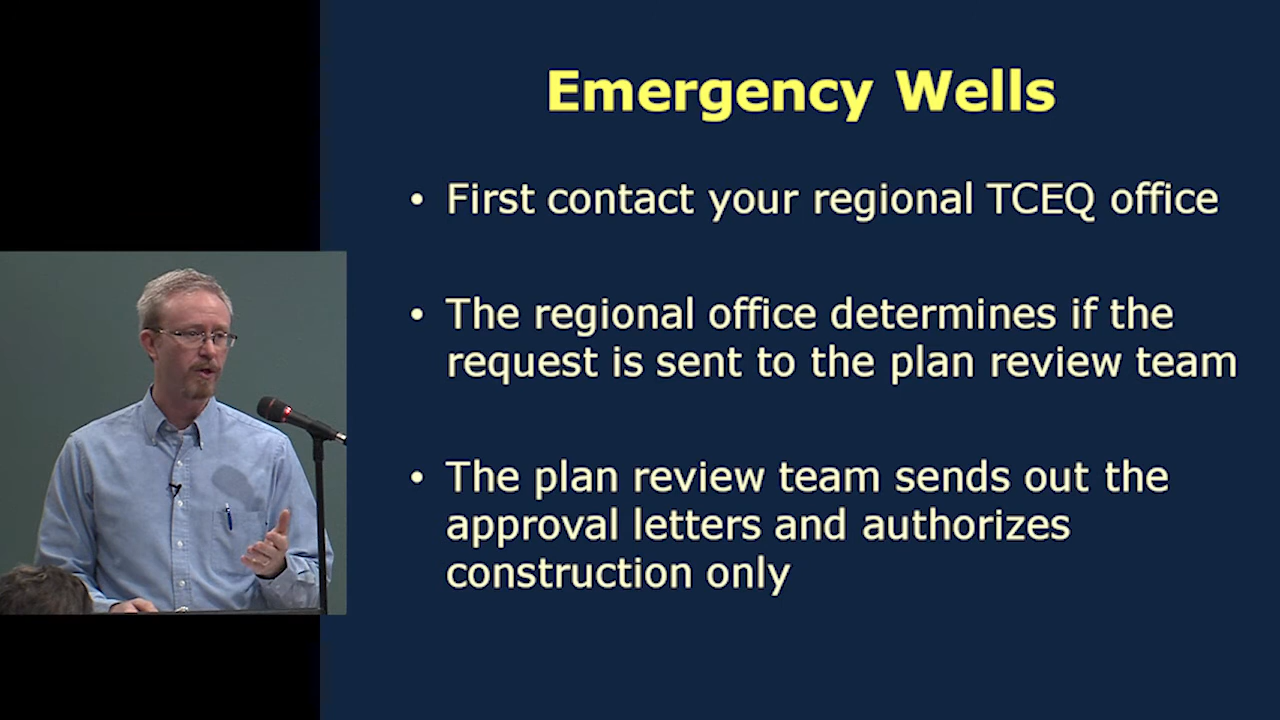 Emergency Wells
• First contact your regional TCEQ office
• The regional office determines if the
request is sent to the plan review team
• The plan review team sends out the
approval letters and authorizes
construction only